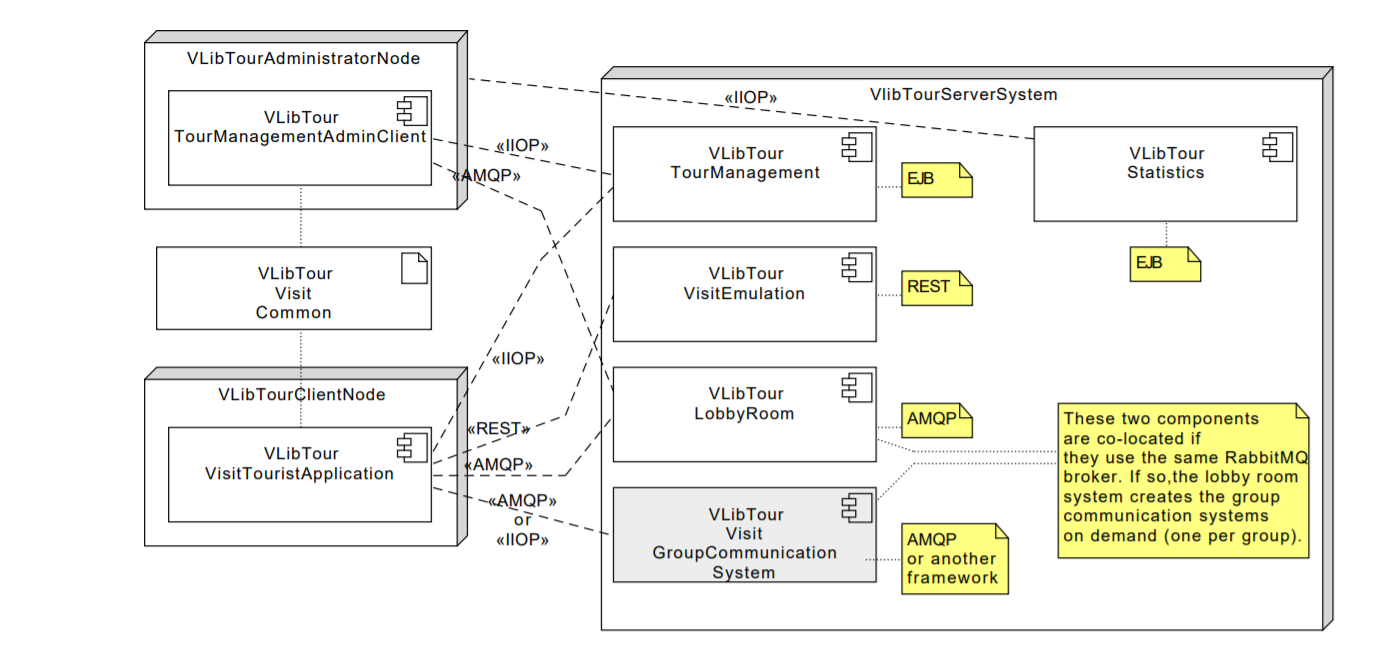 VLibTourAdministratorNode
VLibTour
TourManagementAdminClient
VLibTour
Visit
Common
VLibTourClientNode
VLibTour
VisitTouristApplication
«IIOP»
«IIOP»
«AMQP»
«IIOP»
«REST»
«AMQP»
«AMQP»
or
«IIOP»
VlibTourServerSystem
VLibTour
TourManagement
EJB
VLibTour
Statistics
EJB
VLibTour
VisitEmulation
REST
VLibTour
LobbyRoom
AMQP
VLibTour
Visit
GroupCommunication
System
AMQP
or another
framework
These two components
are co-located if
they use the same RabbitMQ
broker. If so,the lobby room
system creates the group
communication systems
on demand (one per group).